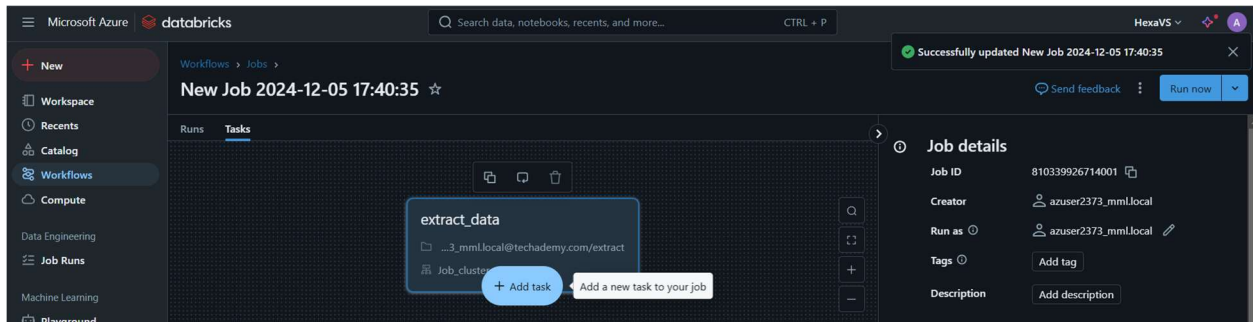 Microsoft Azure
databricks
Search data, notebooks, recents, and more...
CTRL + P
HexaVS
A
Successfully updated New Job 2024-12-05 17:40:35
New
Workspace
Recents
Catalog
Workflows
Compute
Data Engineering
Job Runs
Machine Learning
Playground
Workflows > Jobs >
New Job 2024-12-05 17:40:35
Send feedback
Run now
Runs
Tasks
extract_data
...3_mml.local@techademy.com/extract
Job_cluste
+ Add task
Add a new task to your job
Job details
Job ID
810339926714001
Creator
azuser2373_mml.local
Run as
azuser2373_mml.local
Tags
Add tag
Description
Add description